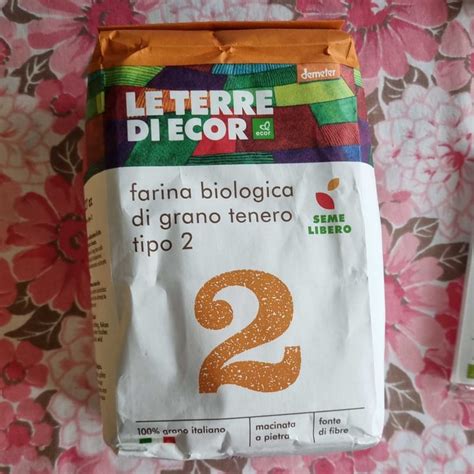 demeter
LE TERRE
DI ECOR
ecor
farina biologica
di grano tenero
tipo 2
SEME
LIBERO
2
100% grano italiano
macinata
a pietra
fonte
di fibre